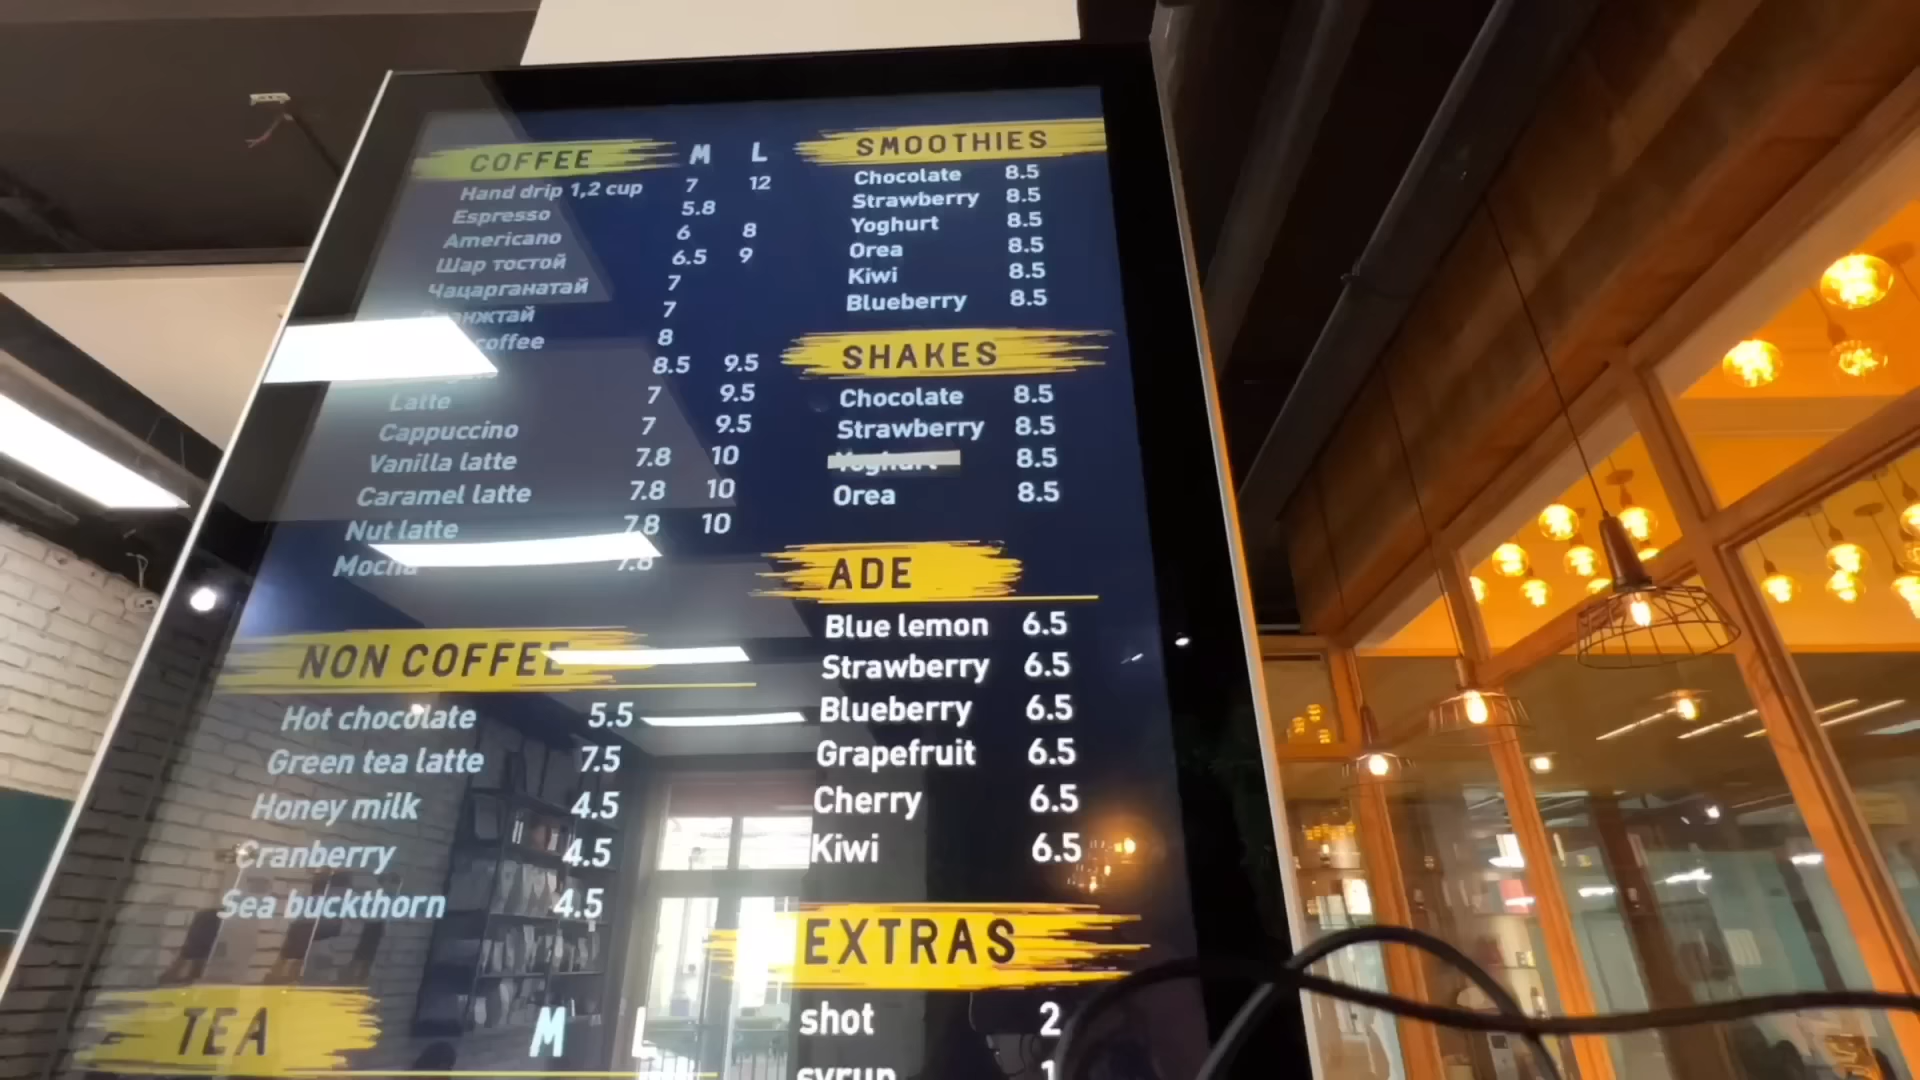 COFFEE M L
Hand drip 1,2 cup 7 12
Espresso 5.8
Americano 6 8
Шар тостой 6.5 9
Чацарганатай 7
7
coffee 8
8.5 9.5
Latte 7 9.5
Cappuccino 7 9.5
Vanilla latte 7.8 10
Caramel latte 7.8 10
Nut latte 7.8 10
Mocha 7.8
NON COFFEE
Hot chocolate 5.5
Green tea latte 7.5
Honey milk 4.5
Cranberry 4.5
Sea buckthorn 4.5
TEA M L
SMOOTHIES
Chocolate 8.5
Strawberry 8.5
Yoghurt 8.5
Orea 8.5
Kiwi 8.5
Blueberry 8.5
SHAKES
Chocolate 8.5
Strawberry 8.5
Yoghurt 8.5
Orea 8.5
ADE
Blue lemon 6.5
Strawberry 6.5
Blueberry 6.5
Grapefruit 6.5
Cherry 6.5
Kiwi 6.5
EXTRAS
shot 2
syrup 1